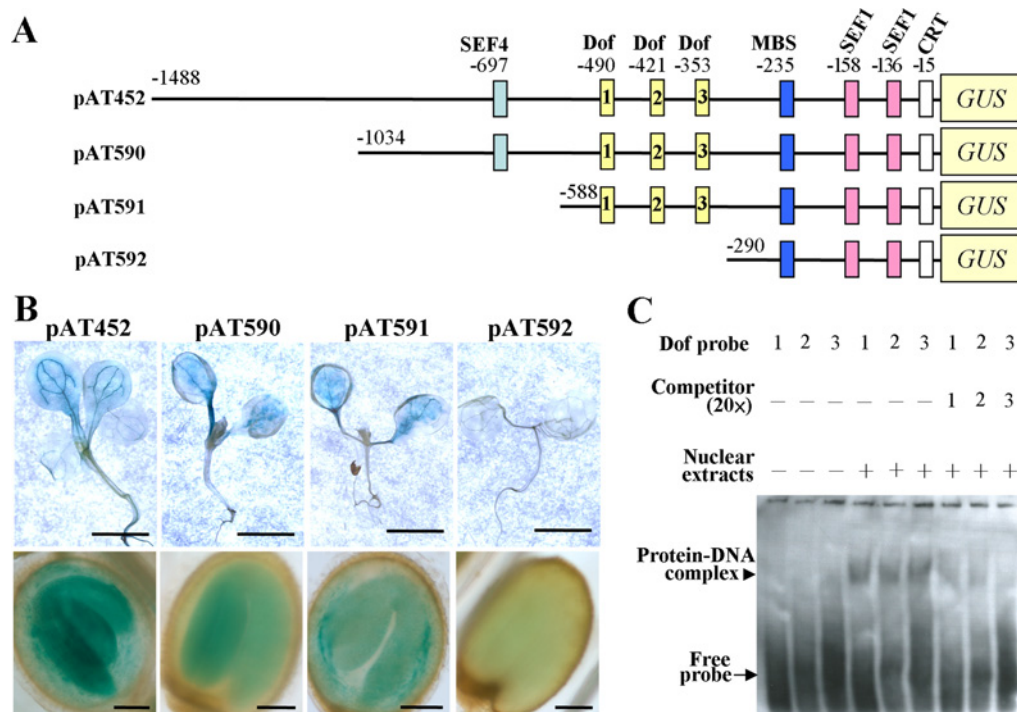 A
SEF4 Dof Dof Dof MBS SEF1 SEF1 CRT
-697 -490 -421 -353 -235 -158 -136 -15
-1488
pAT452 1 2 3 GUS
-1034
pAT590 1 2 3 GUS
-588
pAT591 1 2 3 GUS
-290
pAT592 GUS
B
pAT452 pAT590 pAT591 pAT592
C
Dof probe 1 2 3 1 2 3 1 2 3
Competitor
(20×) – – – – – – 1 2 3
Nuclear
extracts – – – + + + + + +
Protein-DNA
complex
Free
probe